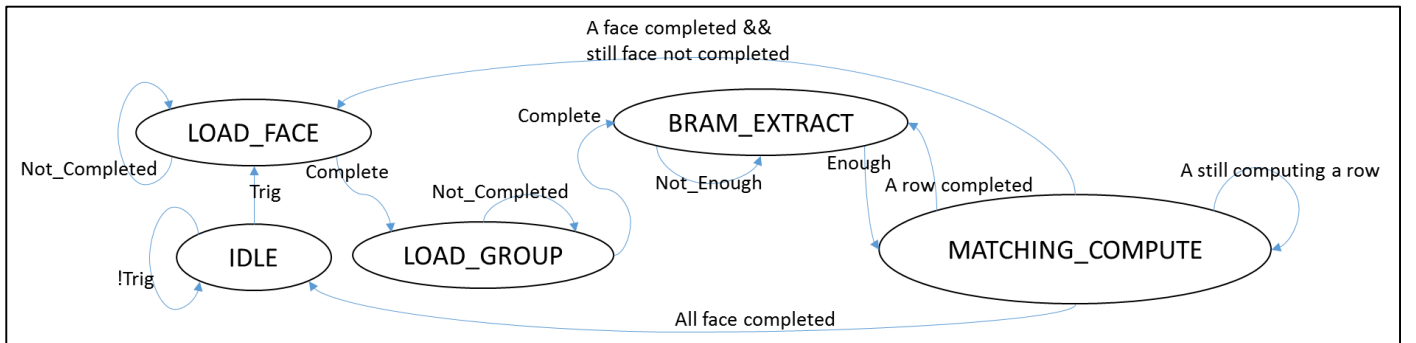 A face completed &&
still face not completed
LOAD_FACE
Complete
BRAM_EXTRACT
Not_Completed
Trig
Complete
Not_Completed
Not_Enough
Enough
A row completed
A still computing a row
IDLE
LOAD_GROUP
MATCHING_COMPUTE
!Trig
All face completed